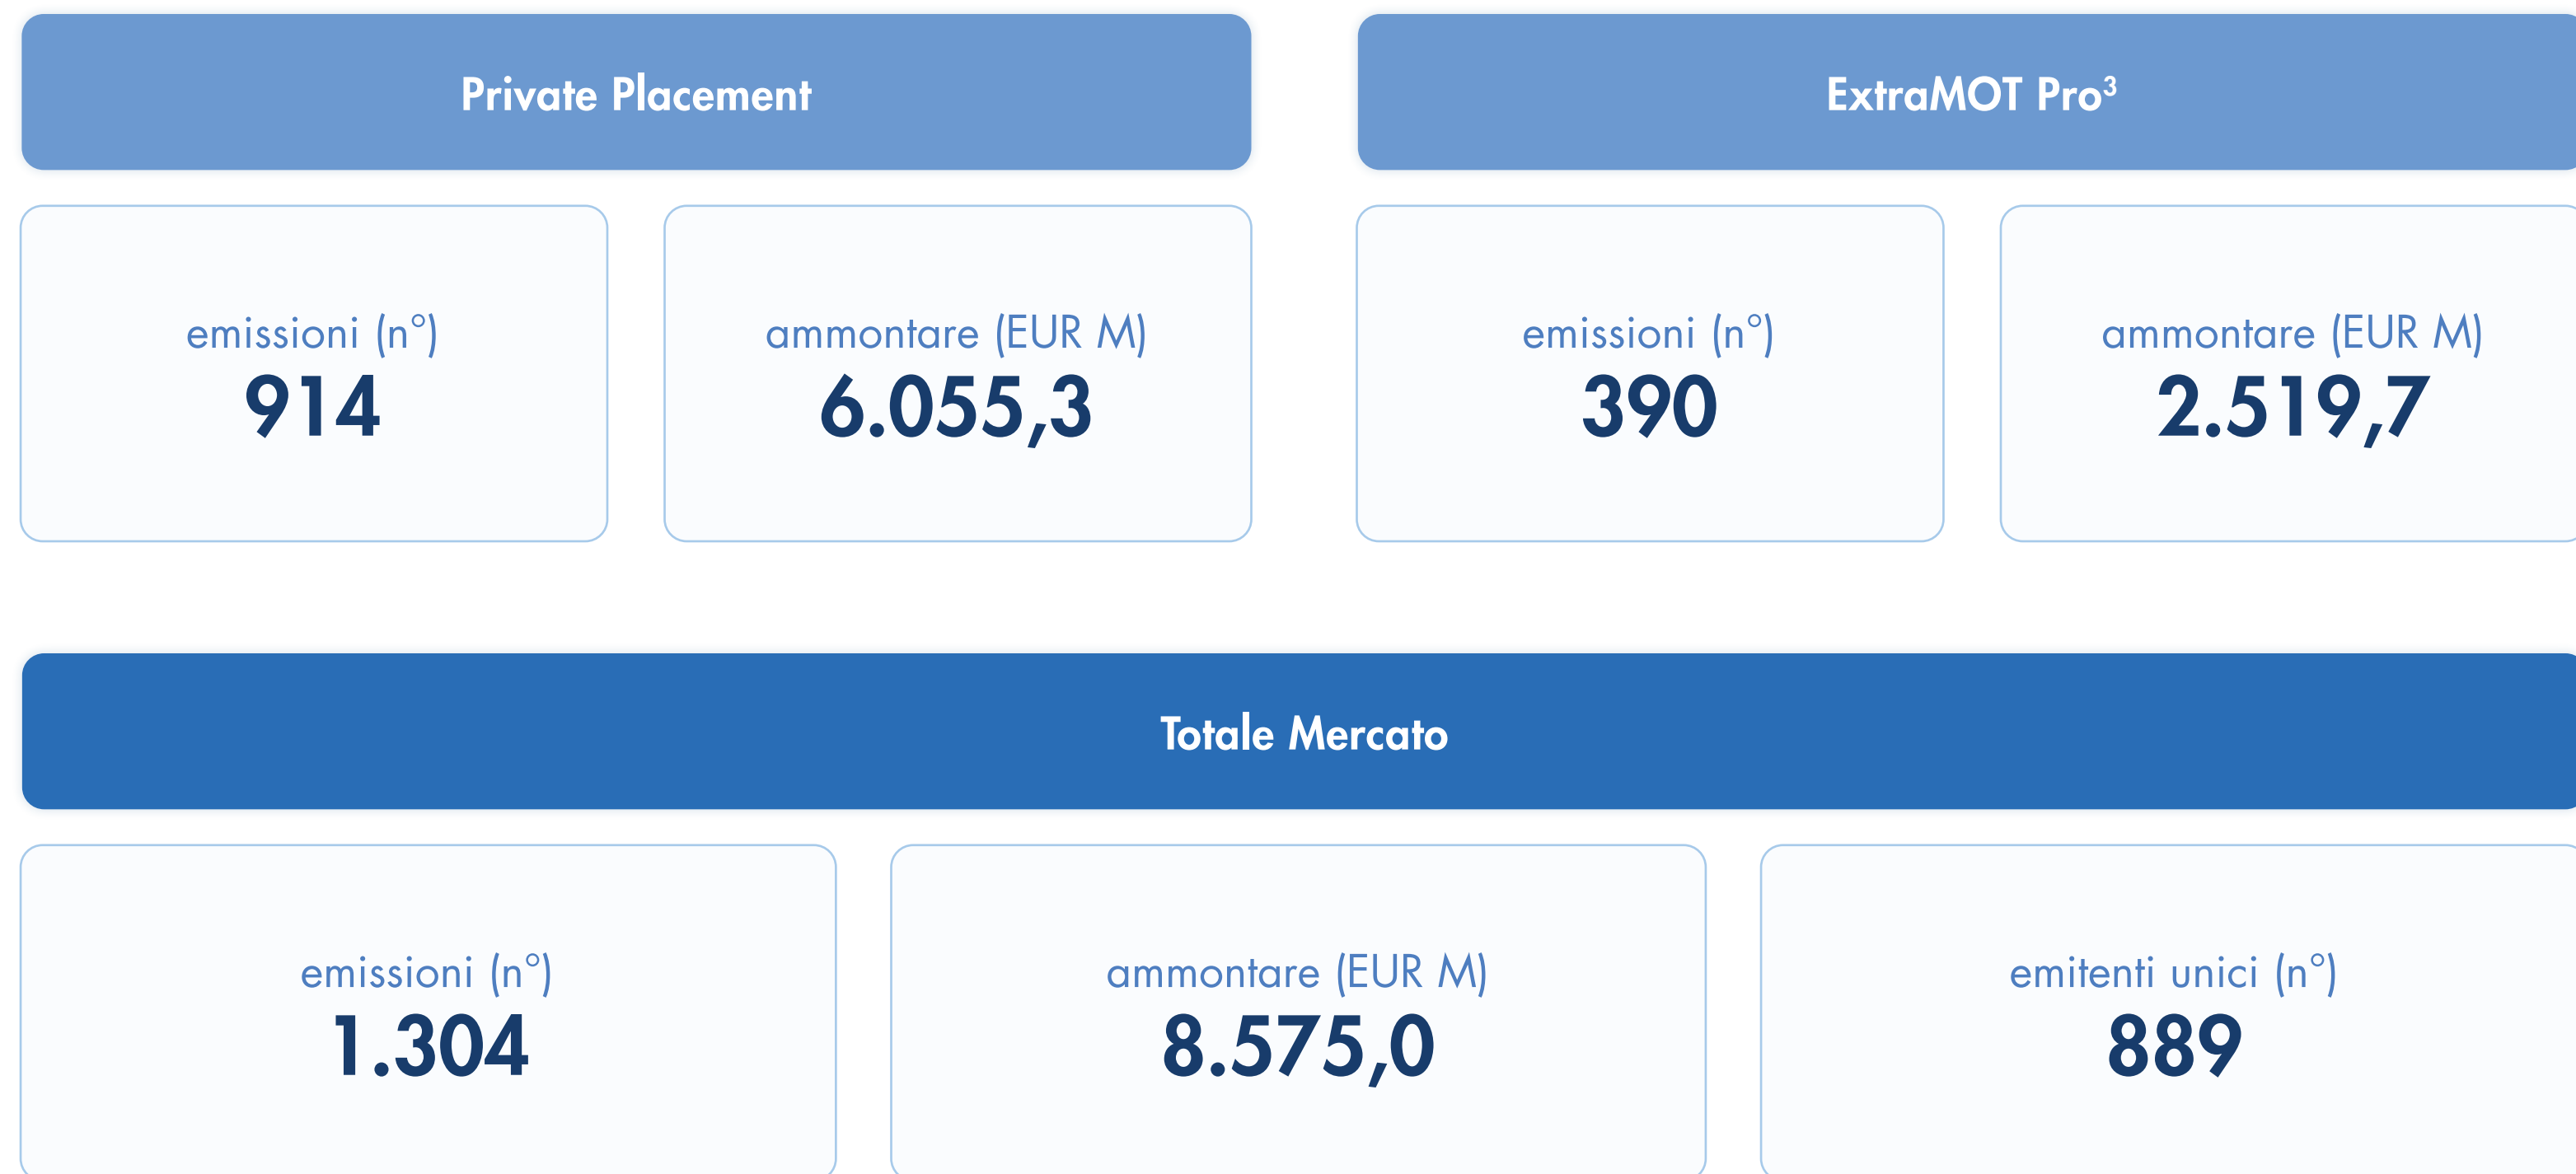 Private Placement
ExtraMOT Pro³
emissioni (n°)
914
ammontare (EUR M)
6.055,3
emissioni (n°)
390
ammontare (EUR M)
2.519,7
Totale Mercato
emissioni (n°)
1.304
ammontare (EUR M)
8.575,0
emitenti unici (n°)
889